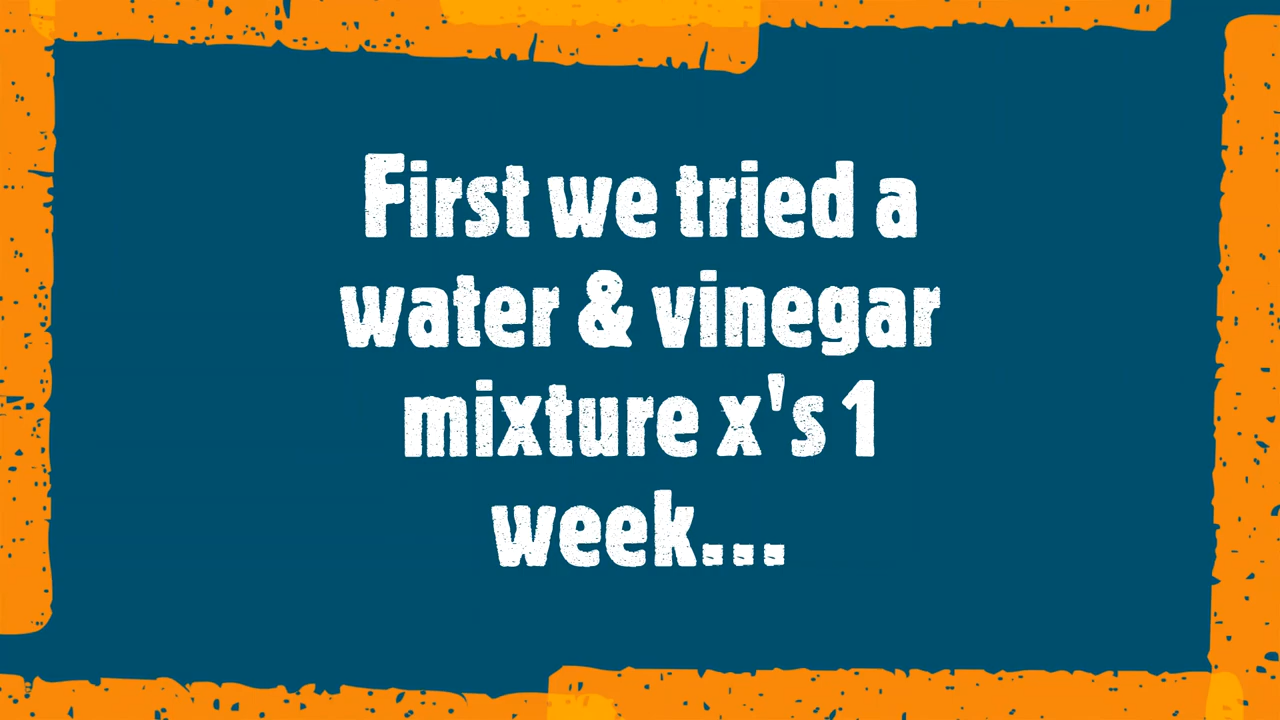 First we tried a
water & vinegar
mixture x's 1
week...